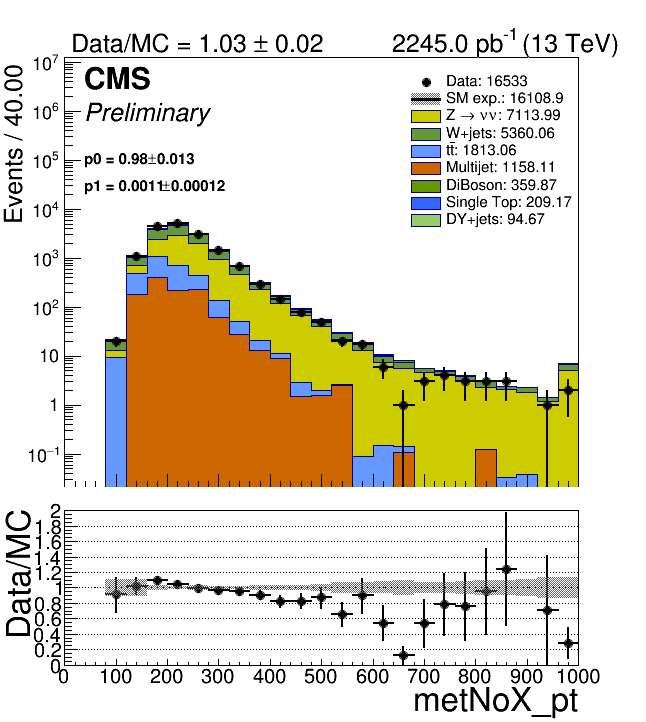 Data/MC = 1.03 ± 0.02
2245.0 pb⁻¹ (13 TeV)
CMS
Preliminary
p0 = 0.98±0.013
p1 = 0.0011±0.00012
Data: 16533
SM exp.: 16108.9
Z → νν: 7113.99
W+jets: 5360.06
tt̄: 1813.06
Multijet: 1158.11
DiBoson: 359.87
Single Top: 209.17
DY+jets: 94.67
Events / 40.00
10⁷
10⁶
10⁵
10⁴
10³
10²
10
1
10⁻¹
Data/MC
2
1.8
1.6
1.4
1.2
1
0.8
0.6
0.4
0.2
0
0 100 200 300 400 500 600 700 800 900 1000
metNoX_pt